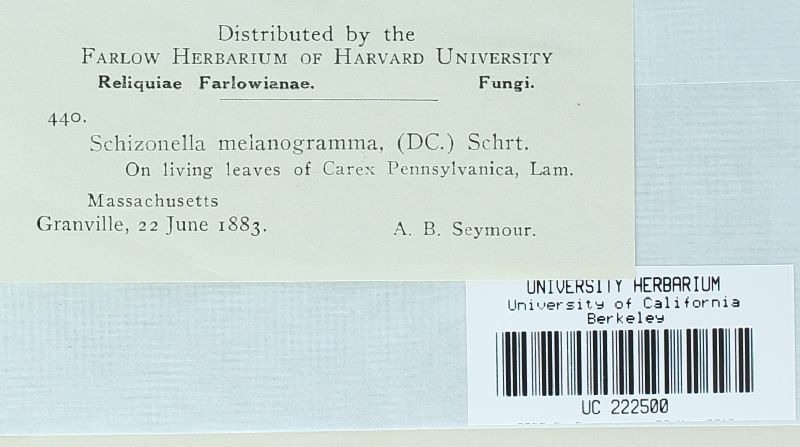 Distributed by the
FARLOW HERBARIUM OF HARVARD UNIVERSITY
Reliquiae Farlowianae. Fungi.
440.
Schizonella melanogramma, (DC.) Schrt.
On living leaves of Carex Pennsylvanica, Lam.
Massachusetts
Granville, 22 June 1883. A. B. Seymour.
UNIVERSITY HERBARIUM
University of California
Berkeley
UC 222500